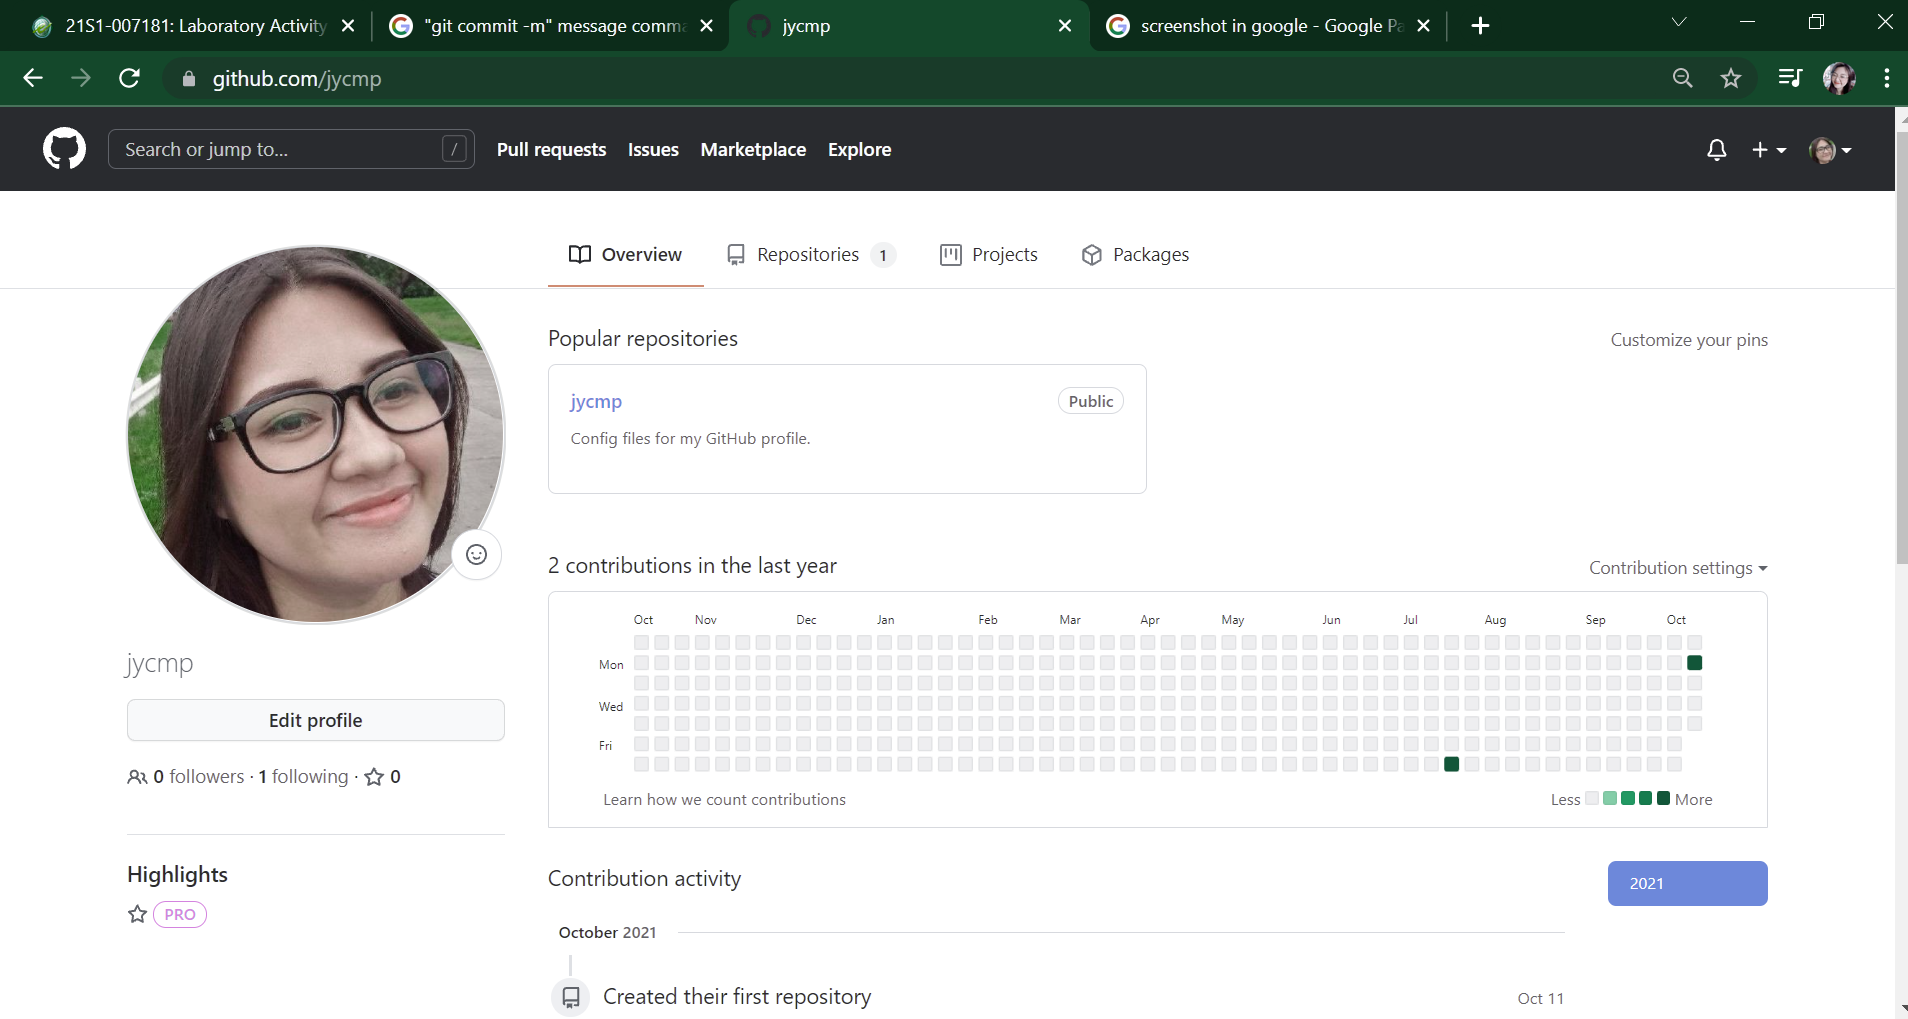 21S1-007181: Laboratory Activity
"git commit -m" message comma
jycmp
screenshot in google - Google Pa
github.com/jycmp
Search or jump to... /
Pull requests Issues Marketplace Explore
Overview Repositories 1 Projects Packages
Popular repositories
Customize your pins
jycmp Public
Config files for my GitHub profile.
2 contributions in the last year
Contribution settings
Oct Nov Dec Jan Feb Mar Apr May Jun Jul Aug Sep Oct
Mon
Wed
Fri
Learn how we count contributions
Less More
jycmp
Edit profile
0 followers · 1 following · 0
Highlights
PRO
Contribution activity
2021
October 2021
Created their first repository
Oct 11